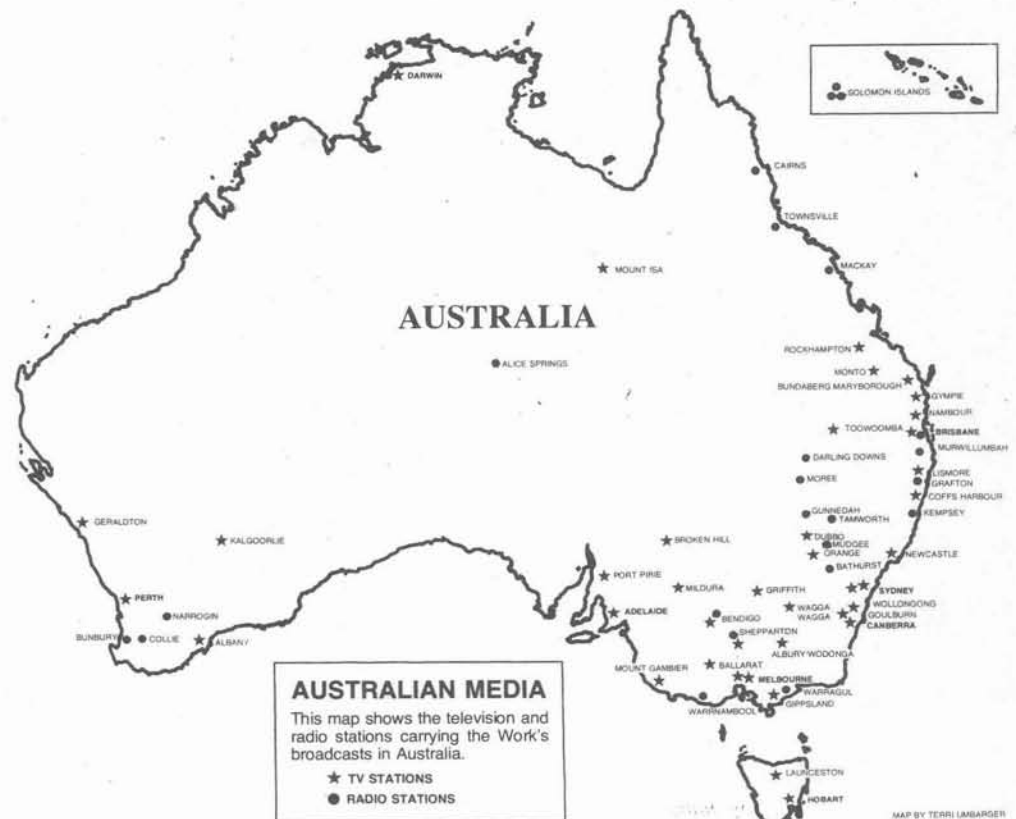 DARWIN
SOLOMON ISLANDS
CAIRNS
TOWNSVILLE
MACKAY
MOUNT ISA
AUSTRALIA
ROCKHAMPTON
ALICE SPRINGS
MONTO
BUNDABERG MARYBOROUGH
GYMPIE
NAMBOUR
TOOWOOMBA
BRISBANE
MURWILLUMBAH
DARLING DOWNS
LISMORE
MOREE
GRAFTON
COFFS HARBOUR
GUNNEDAH
KEMPSEY
TAMWORTH
GERALDTON
KALGOORLIE
BROKEN HILL
DUBBO
MUDGEE
ORANGE
NEWCASTLE
BATHURST
PORT PIRIE
MILDURA
GRIFFITH
SYDNEY
PERTH
ADELAIDE
WAGGA
WAGGA
WOLLONGONG
GOULBURN
NARROGIN
BENDIGO
CANBERRA
SHEPPARTON
BUNBURY
COLLIE
ALBANY
ALBURY-WODONGA
MOUNT GAMBIER
BALLARAT
MELBOURNE
WARRAGUL
GIPPSLAND
WARRNAMBOOL
AUSTRALIAN MEDIA
This map shows the television and
radio stations carrying the Work's
broadcasts in Australia.
TV STATIONS
RADIO STATIONS
LAUNCESTON
HOBART
MAP BY TERRI UMBARGER